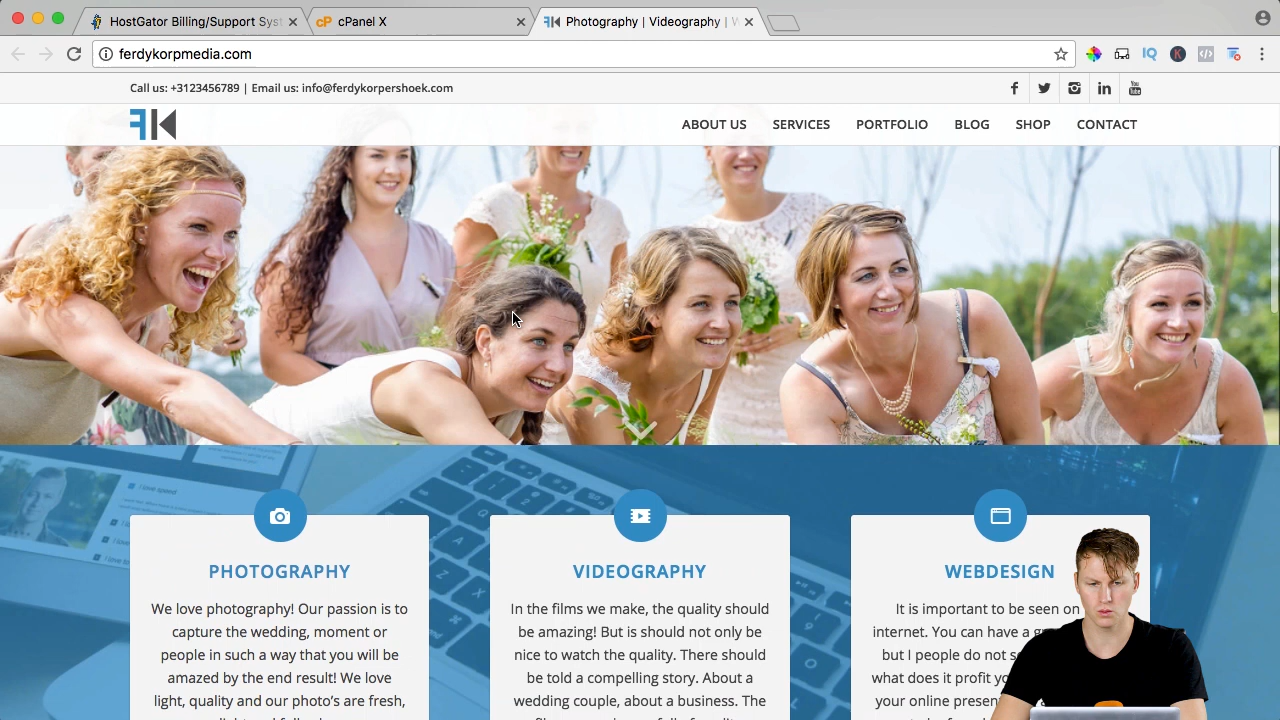 HostGator Billing/Support Syst
cPanel X
Photography | Videography | W
ferdykorpmedia.com
Call us: +3123456789 | Email us: info@ferdykorpershoek.com
FK
ABOUT US
SERVICES
PORTFOLIO
BLOG
SHOP
CONTACT
I love speed
PHOTOGRAPHY
We love photography! Our passion is to
capture the wedding, moment or
people in such a way that you will be
amazed by the end result! We love
light, quality and our photo's are fresh,
VIDEOGRAPHY
In the films we make, the quality should
be amazing! But is should not only be
nice to watch the quality. There should
be told a compelling story. About a
wedding couple, about a business. The
WEBDESIGN
It is important to be seen on
internet. You can have a
but I people do not
what does it profit
your online